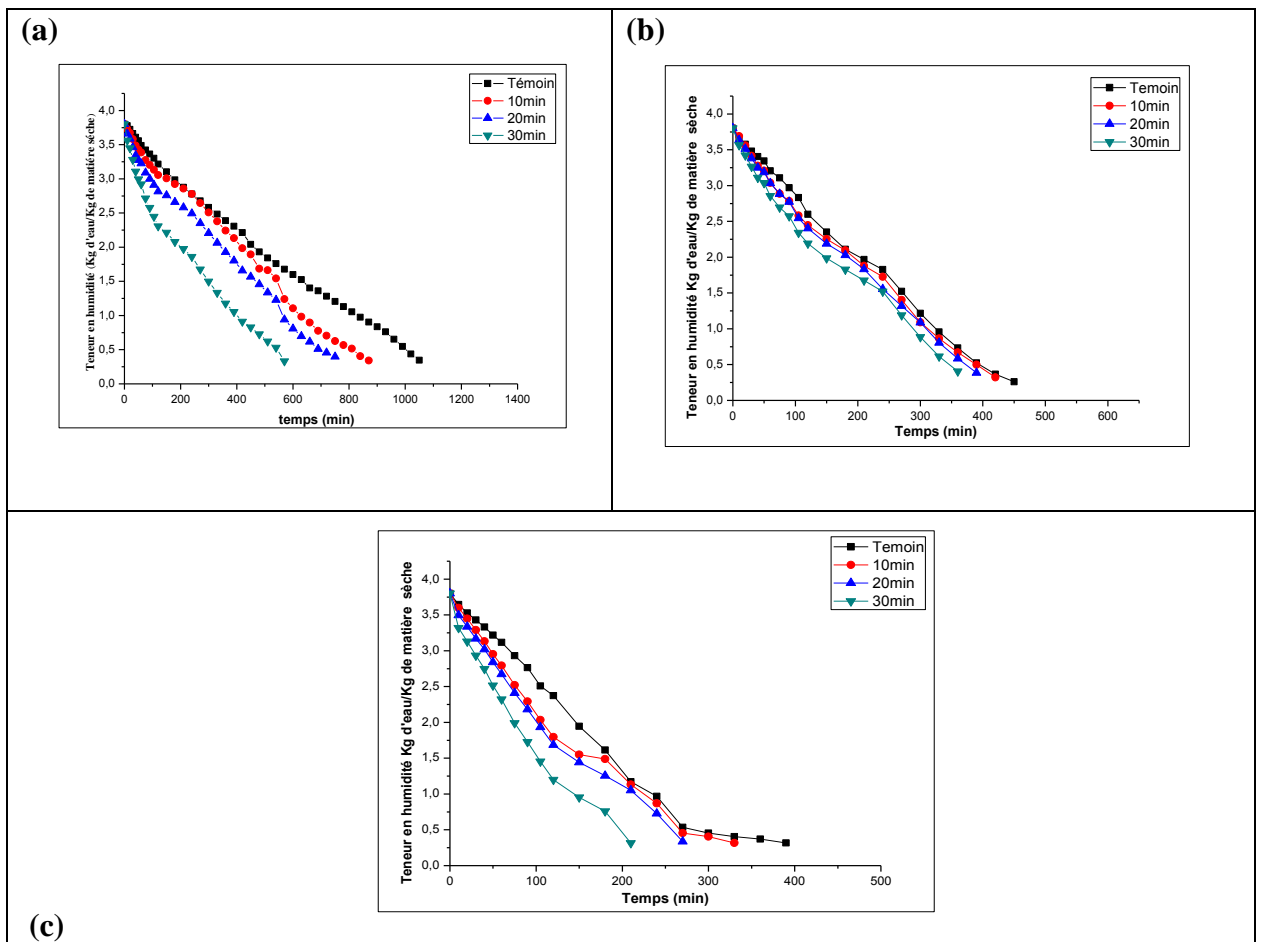 (a)
Témoin
10min
20min
30min
4,0
3,5
3,0
2,5
2,0
1,5
1,0
0,5
0,0
0 200 400 600 800 1000 1200 1400
Teneur en humidité (Kg d'eau/Kg de matiére sèche)
temps (min)
(b)
Temoin
10min
20min
30min
4,0
3,5
3,0
2,5
2,0
1,5
1,0
0,5
0,0
0 100 200 300 400 500 600
Teneur en humidité Kg d'eau/Kg de matière sèche
Temps (min)
Temoin
10min
20min
30min
4,0
3,5
3,0
2,5
2,0
1,5
1,0
0,5
0,0
0 100 200 300 400 500
Teneur en humidité Kg d'eau/Kg de matière sèche
Temps (min)
(c)